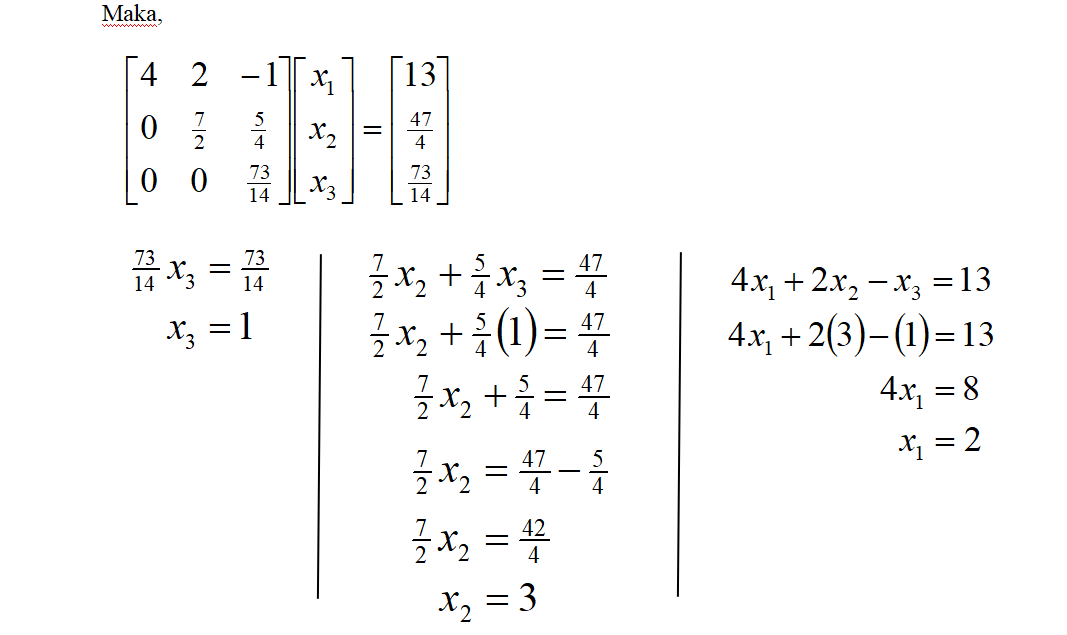 Maka,
[4 2 −1; 0 7/2 5/4; 0 0 73/14] [x₁; x₂; x₃] = [13; 47/4; 73/14]
73/14 x₃ = 73/14
x₃ = 1
7/2 x₂ + 5/4 x₃ = 47/4
7/2 x₂ + 5/4 (1) = 47/4
7/2 x₂ + 5/4 = 47/4
7/2 x₂ = 47/4 − 5/4
7/2 x₂ = 42/4
x₂ = 3
4x₁ + 2x₂ − x₃ = 13
4x₁ + 2(3) − (1) = 13
4x₁ = 8
x₁ = 2